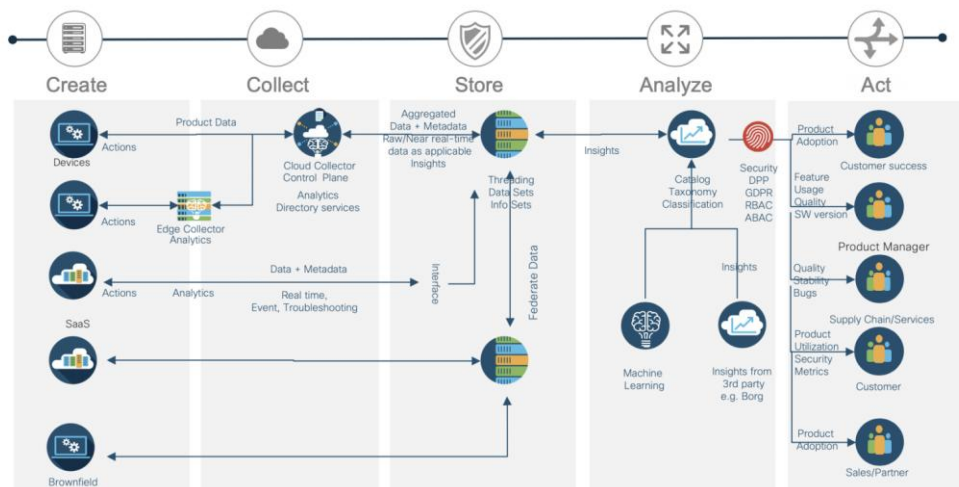 Create
Collect
Store
Analyze
Act
Devices
Actions
Product Data
Actions
Edge Collector
Analytics
Cloud Collector
Control Plane
Analytics
Directory services
Aggregated
Data + Metadata
Raw/Near real-time
data as applicable
Insights
Threading
Data Sets
Info Sets
Insights
Catalog
Taxonomy
Classification
Security
DPP
GDPR
RBAC
ABAC
Product
Adoption
Customer success
Feature
Usage
Quality
SW version
Product Manager
Actions
SaaS
Analytics
Data + Metadata
Real time,
Event, Troubleshooting
Interface
Federate Data
Machine
Learning
Insights
Insights from
3rd party
e.g. Borg
Quality
Stability
Bugs
Supply Chain/Services
Product
Utilization
Security
Metrics
Customer
Product
Adoption
Sales/Partner
Brownfield